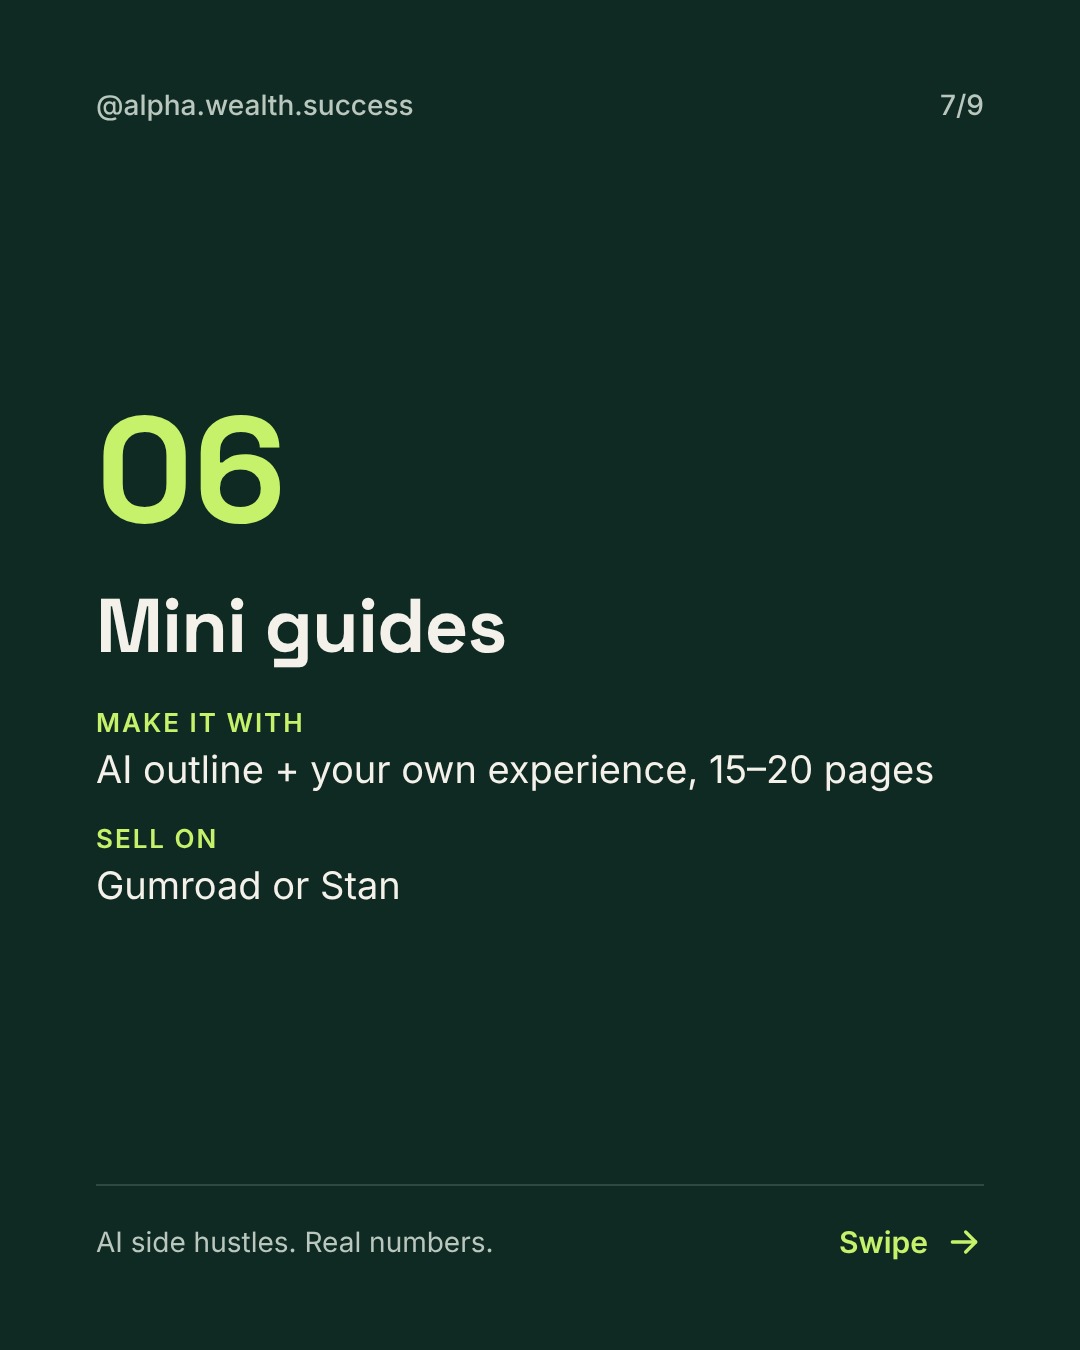 @alpha.wealth.success
7/9
06
Mini guides
MAKE IT WITH
AI outline + your own experience, 15–20 pages
SELL ON
Gumroad or Stan
AI side hustles. Real numbers.
Swipe →